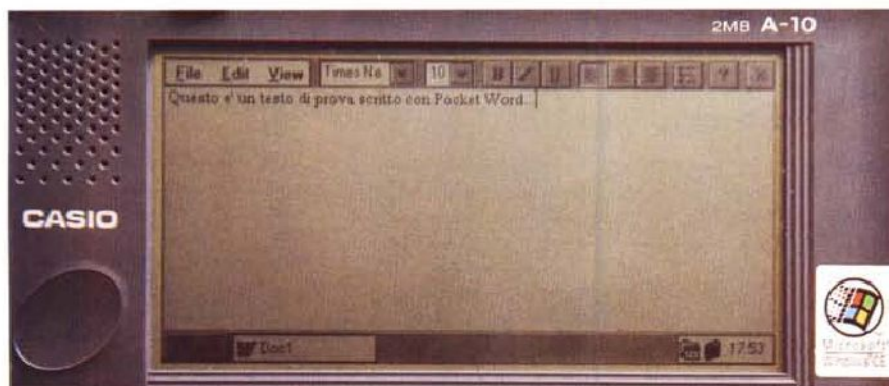 2MB A-10
File Edit View Times Ne 10 B I U ?
Questo e' un testo di prova scritto con Pocket Word...
CASIO
Doc1 17:53
Microsoft
Windows CE